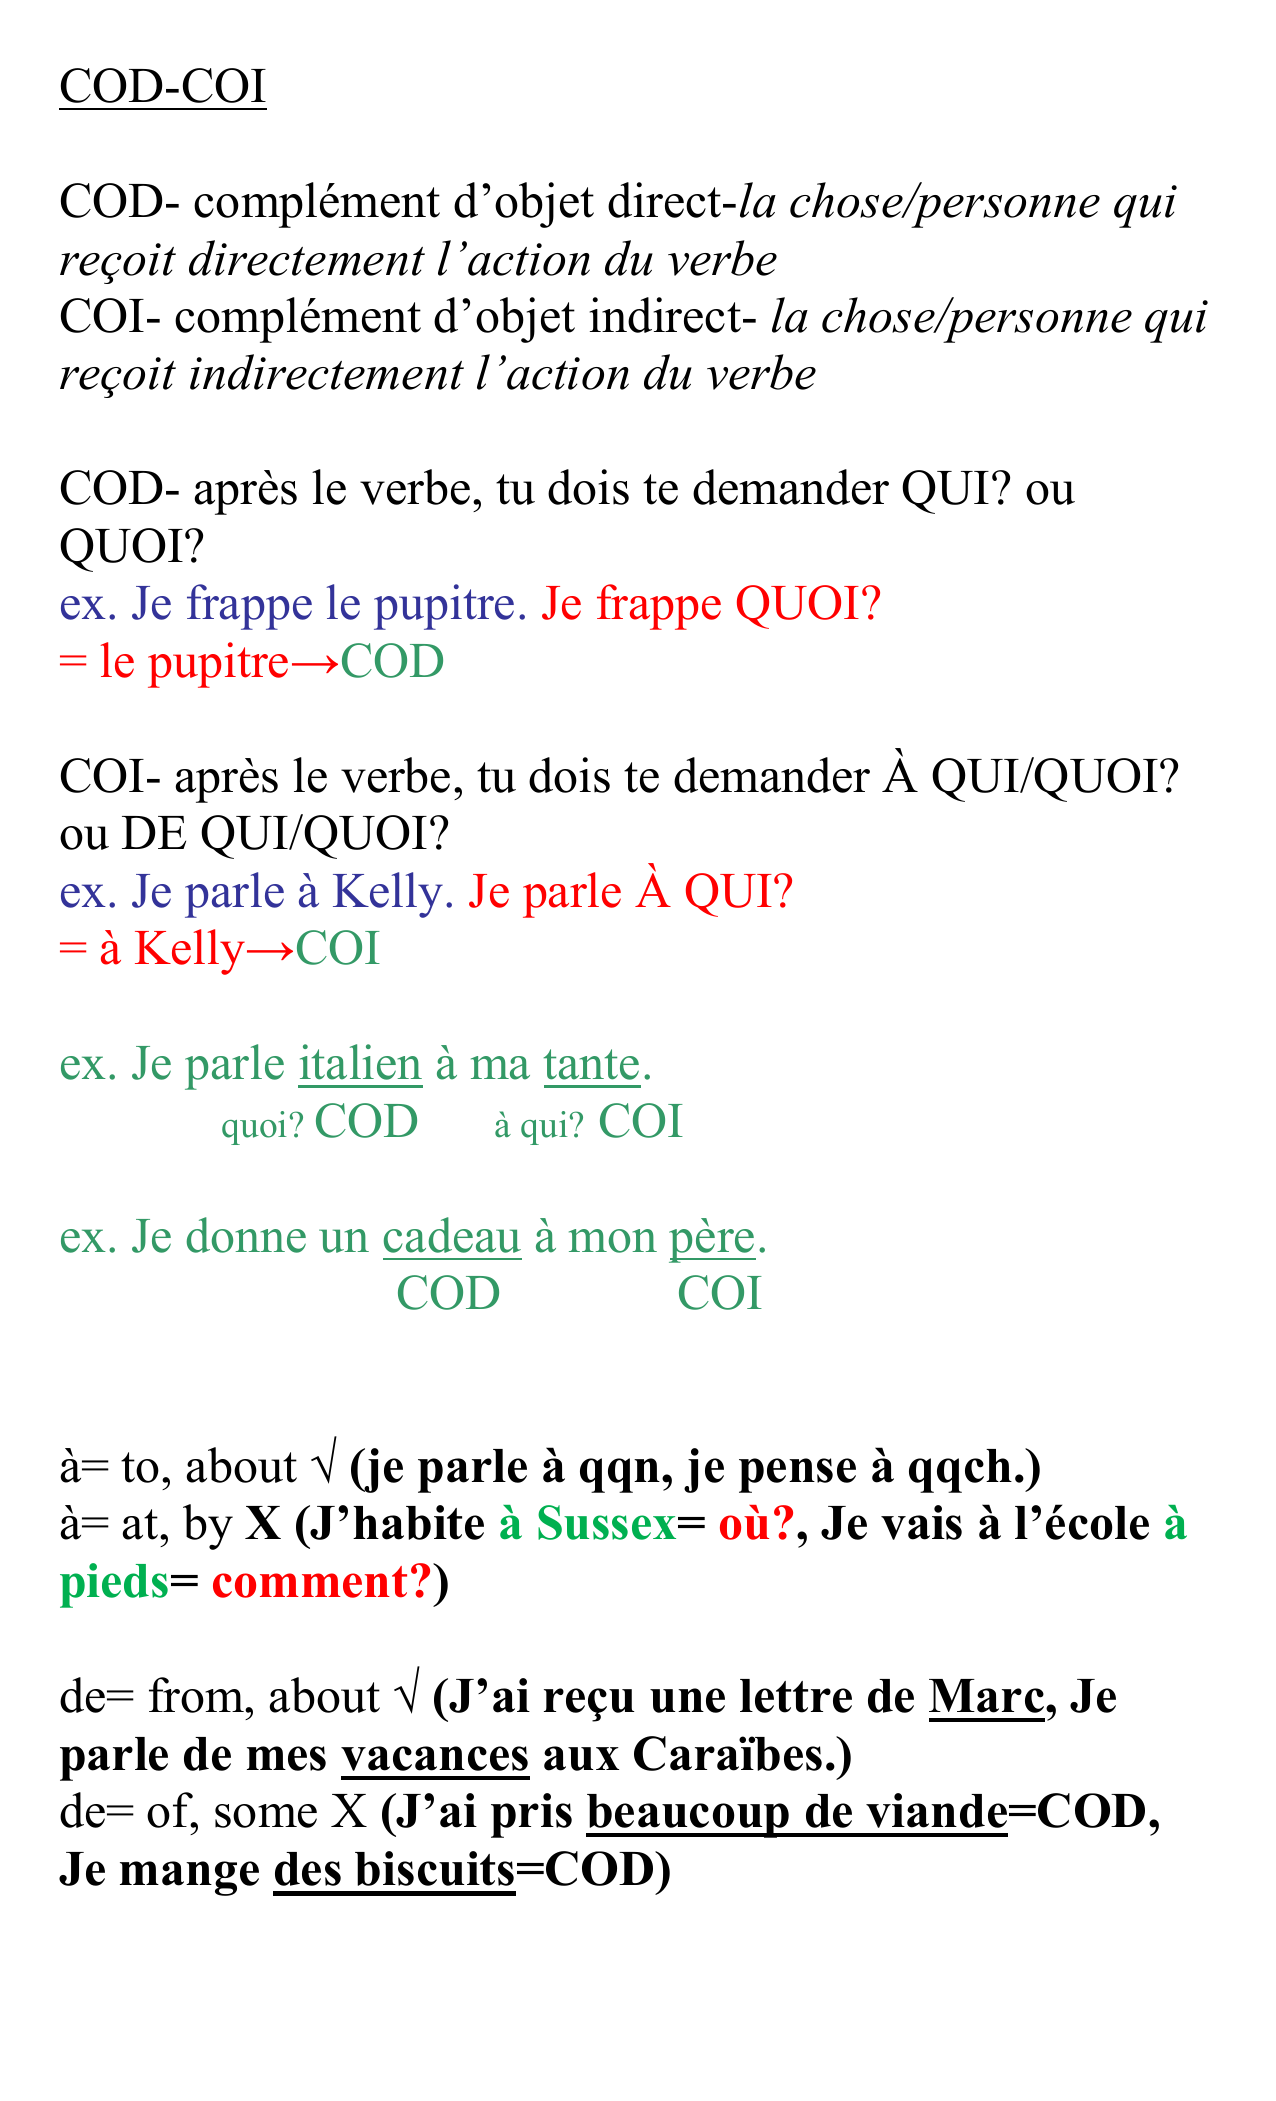 COD-COI
COD- complément d’objet direct-la chose/personne qui
reçoit directement l’action du verbe
COI- complément d’objet indirect- la chose/personne qui
reçoit indirectement l’action du verbe
COD- après le verbe, tu dois te demander QUI? ou
QUOI?
ex. Je frappe le pupitre. Je frappe QUOI?
= le pupitre→COD
COI- après le verbe, tu dois te demander À QUI/QUOI?
ou DE QUI/QUOI?
ex. Je parle à Kelly. Je parle À QUI?
= à Kelly→COI
ex. Je parle italien à ma tante.
quoi? COD à qui? COI
ex. Je donne un cadeau à mon père.
COD COI
à= to, about √ (je parle à qqn, je pense à qqch.)
à= at, by X (J’habite à Sussex= où?, Je vais à l’école à
pieds= comment?)
de= from, about √ (J’ai reçu une lettre de Marc, Je
parle de mes vacances aux Caraïbes.)
de= of, some X (J’ai pris beaucoup de viande=COD,
Je mange des biscuits=COD)